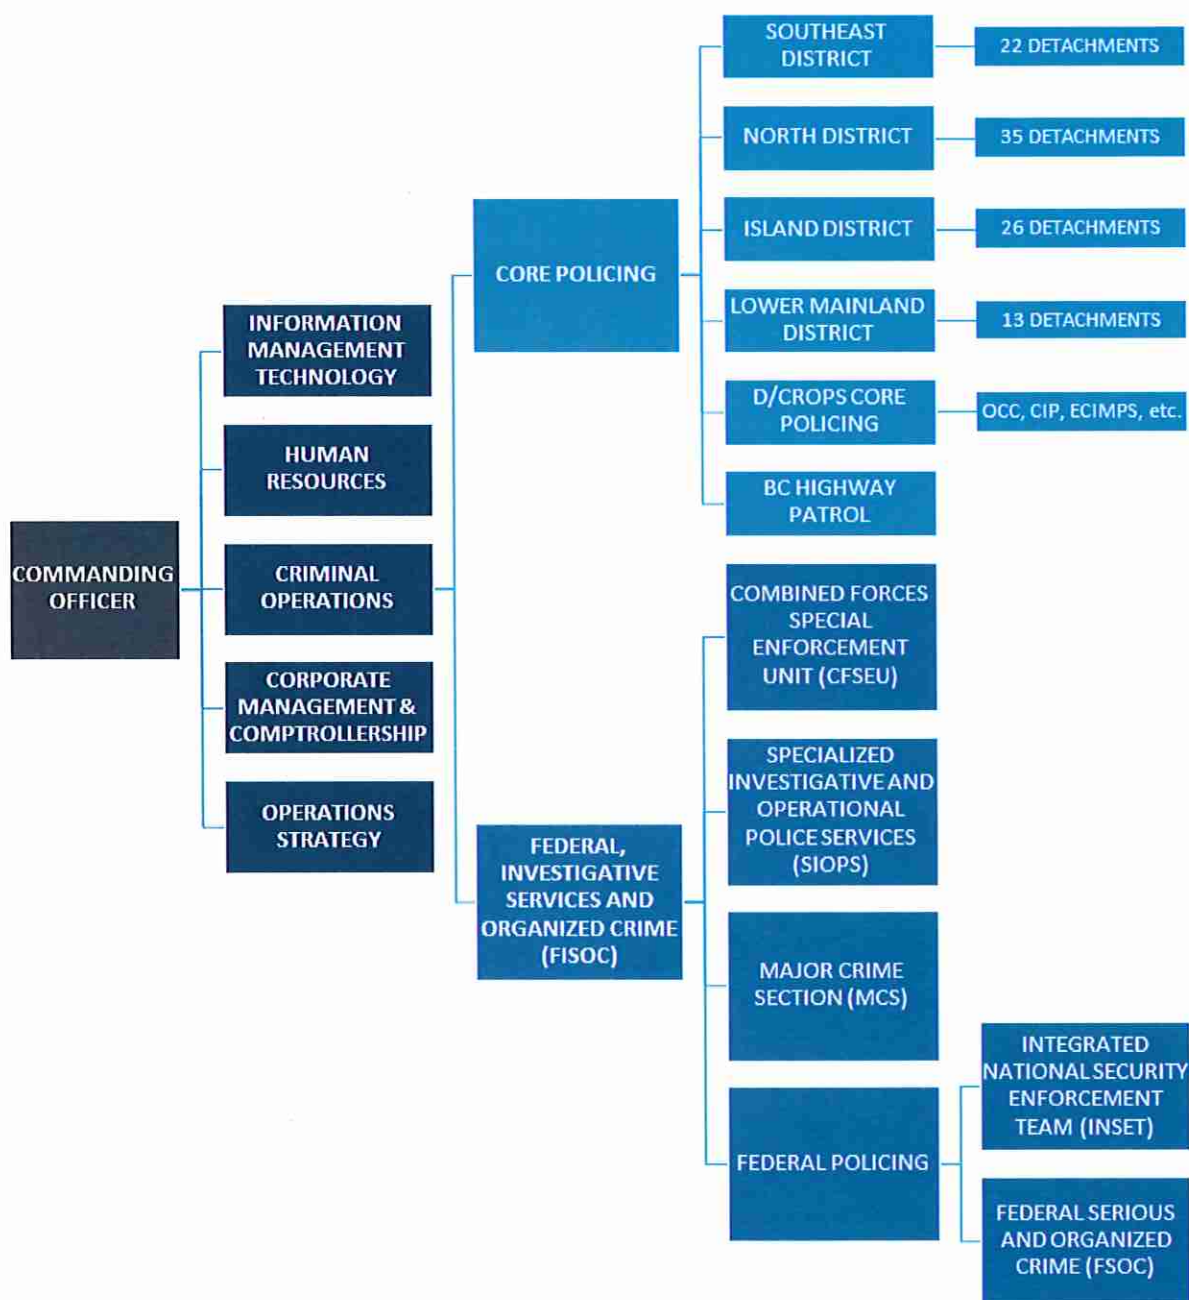 SOUTHEAST
DISTRICT
22 DETACHMENTS
NORTH DISTRICT
35 DETACHMENTS
ISLAND DISTRICT
26 DETACHMENTS
CORE POLICING
LOWER MAINLAND
DISTRICT
13 DETACHMENTS
D/CROPS CORE
POLICING
OCC, CIP, ECIMPS, etc.
BC HIGHWAY
PATROL
INFORMATION
MANAGEMENT
TECHNOLOGY
HUMAN
RESOURCES
COMMANDING
OFFICER
CRIMINAL
OPERATIONS
CORPORATE
MANAGEMENT &
COMPTROLLERSHIP
OPERATIONS
STRATEGY
COMBINED FORCES
SPECIAL
ENFORCEMENT
UNIT (CFSEU)
SPECIALIZED
INVESTIGATIVE AND
OPERATIONAL
POLICE SERVICES
(SIOPS)
FEDERAL,
INVESTIGATIVE
SERVICES AND
ORGANIZED CRIME
(FISOC)
MAJOR CRIME
SECTION (MCS)
FEDERAL POLICING
INTEGRATED
NATIONAL SECURITY
ENFORCEMENT
TEAM (INSET)
FEDERAL SERIOUS
AND ORGANIZED
CRIME (FSOC)